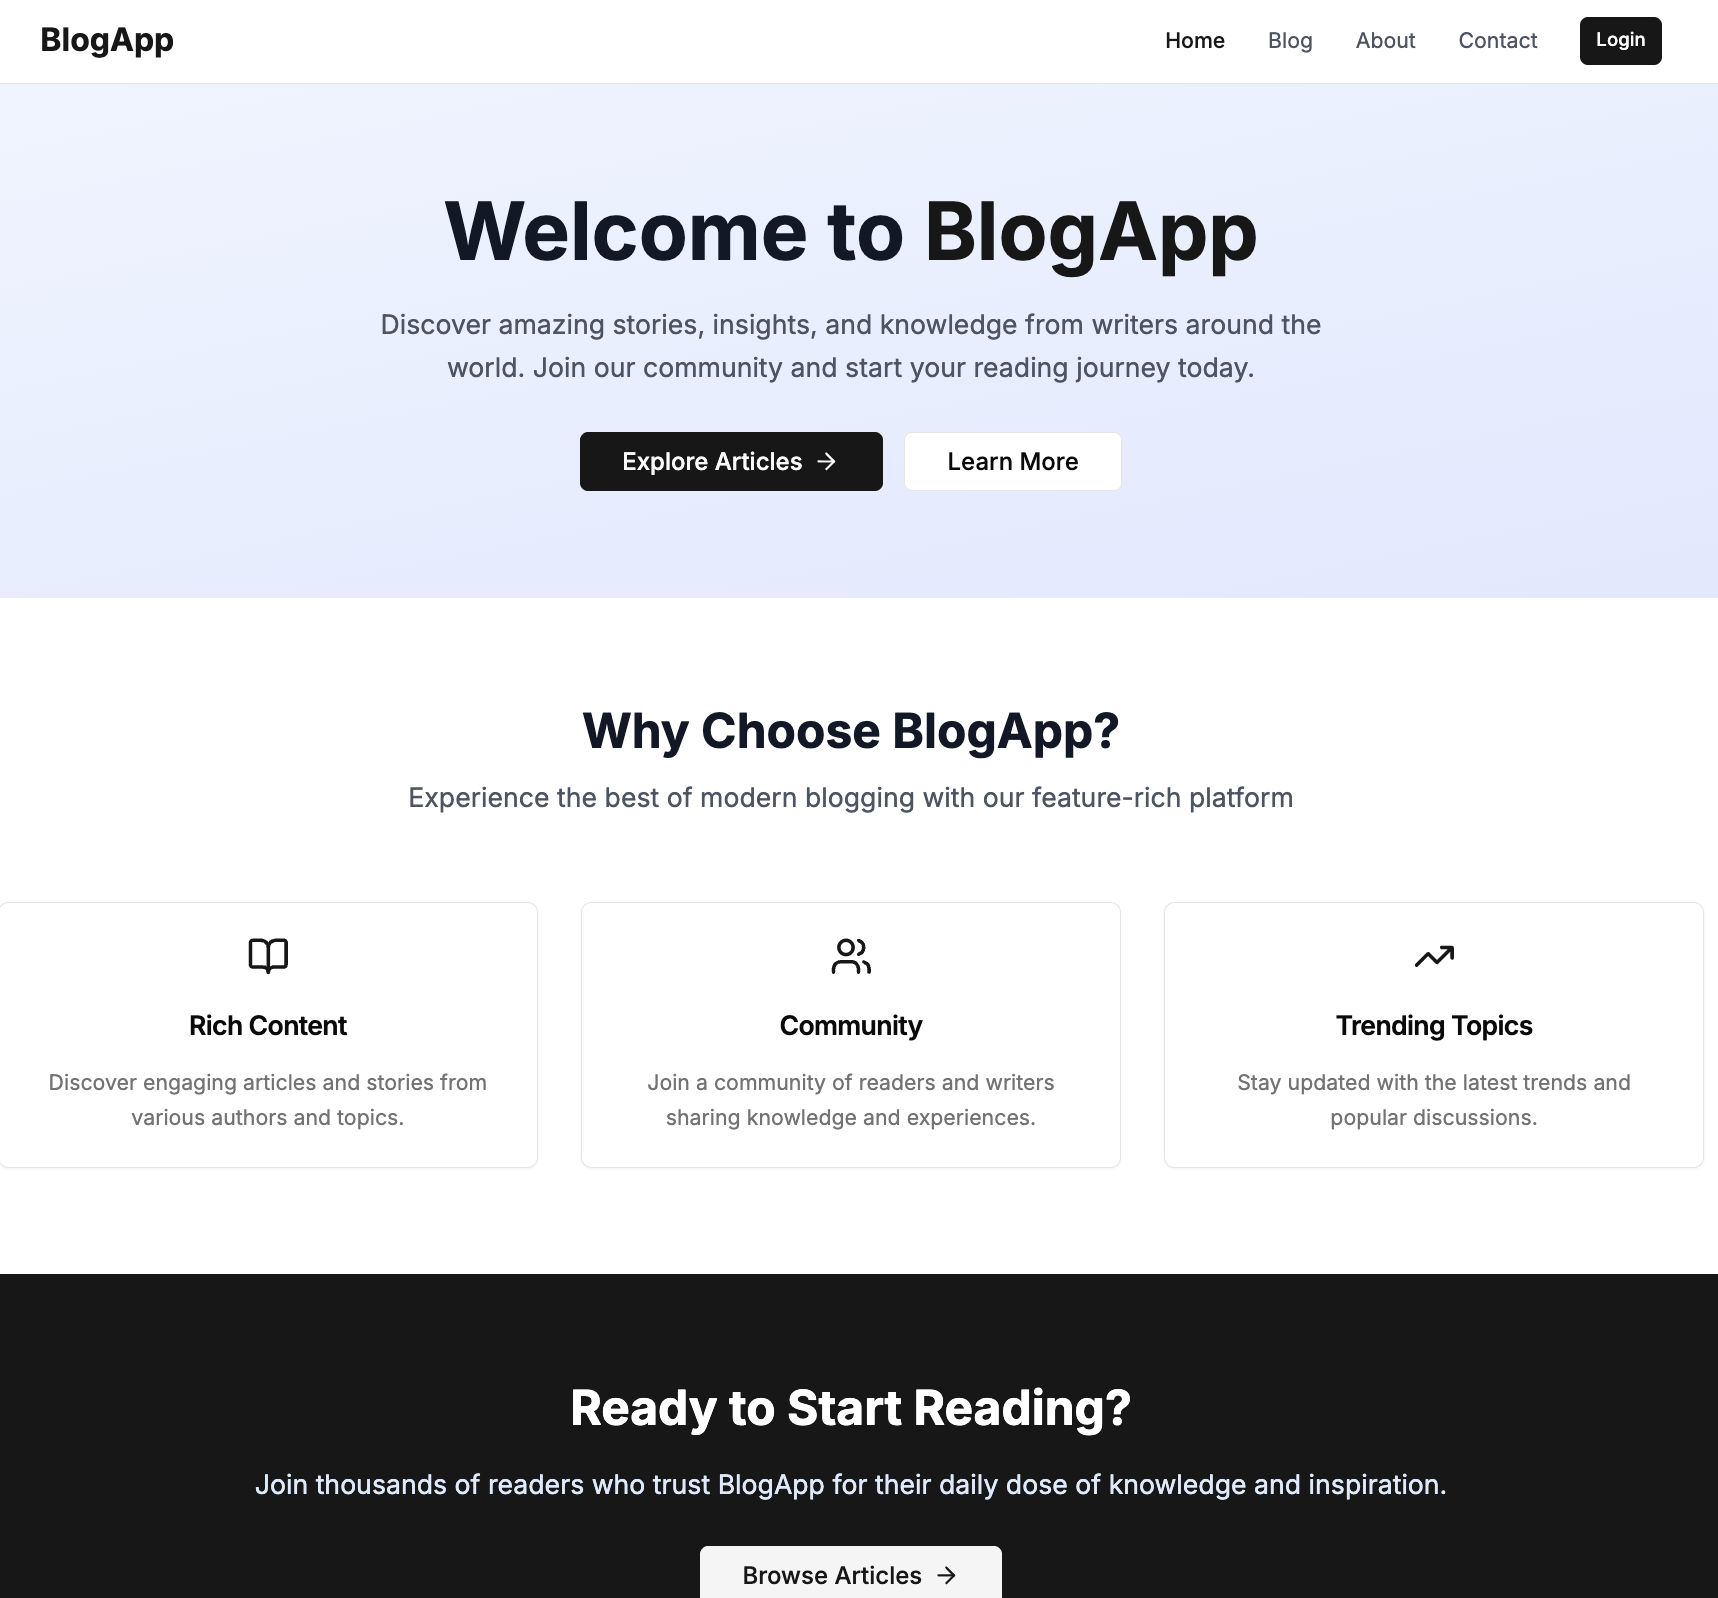 BlogApp
Home
Blog
About
Contact
Login
Welcome to BlogApp
Discover amazing stories, insights, and knowledge from writers around the
world. Join our community and start your reading journey today.
Explore Articles →
Learn More
Why Choose BlogApp?
Experience the best of modern blogging with our feature-rich platform
Rich Content
Discover engaging articles and stories from
various authors and topics.
Community
Join a community of readers and writers
sharing knowledge and experiences.
Trending Topics
Stay updated with the latest trends and
popular discussions.
Ready to Start Reading?
Join thousands of readers who trust BlogApp for their daily dose of knowledge and inspiration.
Browse Articles →